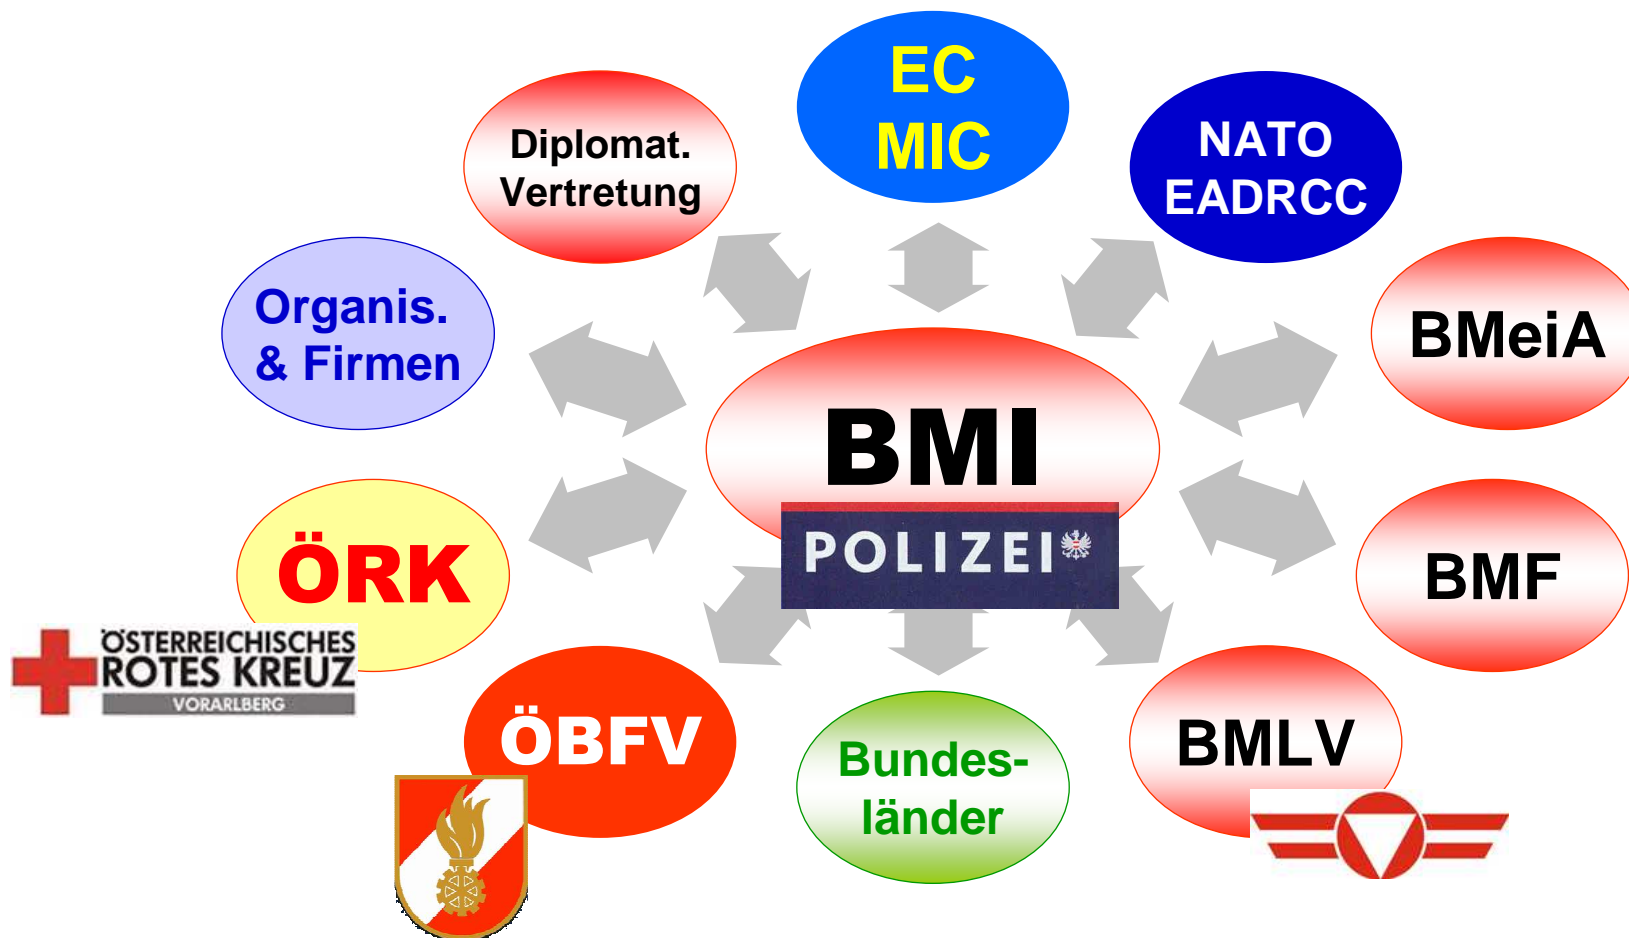 EC
MIC
Diplomat.
Vertretung
NATO
EADRCC
Organis.
& Firmen
BMeiA
BMI
POLIZEI
ÖRK
BMF
ÖSTERREICHISCHES
ROTES KREUZ
VORARLBERG
ÖBFV
Bundes-
länder
BMLV